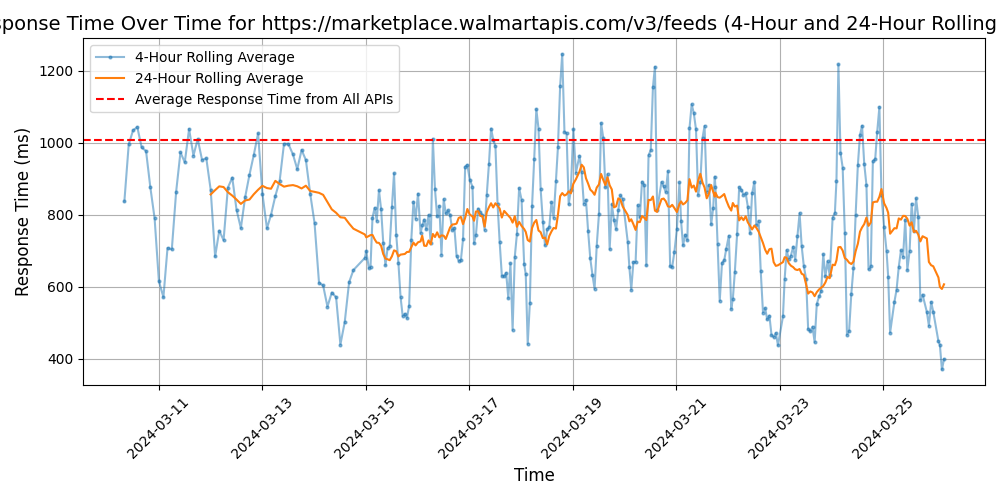 sponse Time Over Time for https://marketplace.walmartapis.com/v3/feeds (4-Hour and 24-Hour Rolling
4-Hour Rolling Average
24-Hour Rolling Average
Average Response Time from All APIs
Response Time (ms)
1200
1000
800
600
400
2024-03-11
2024-03-13
2024-03-15
2024-03-17
2024-03-19
2024-03-21
2024-03-23
2024-03-25
Time